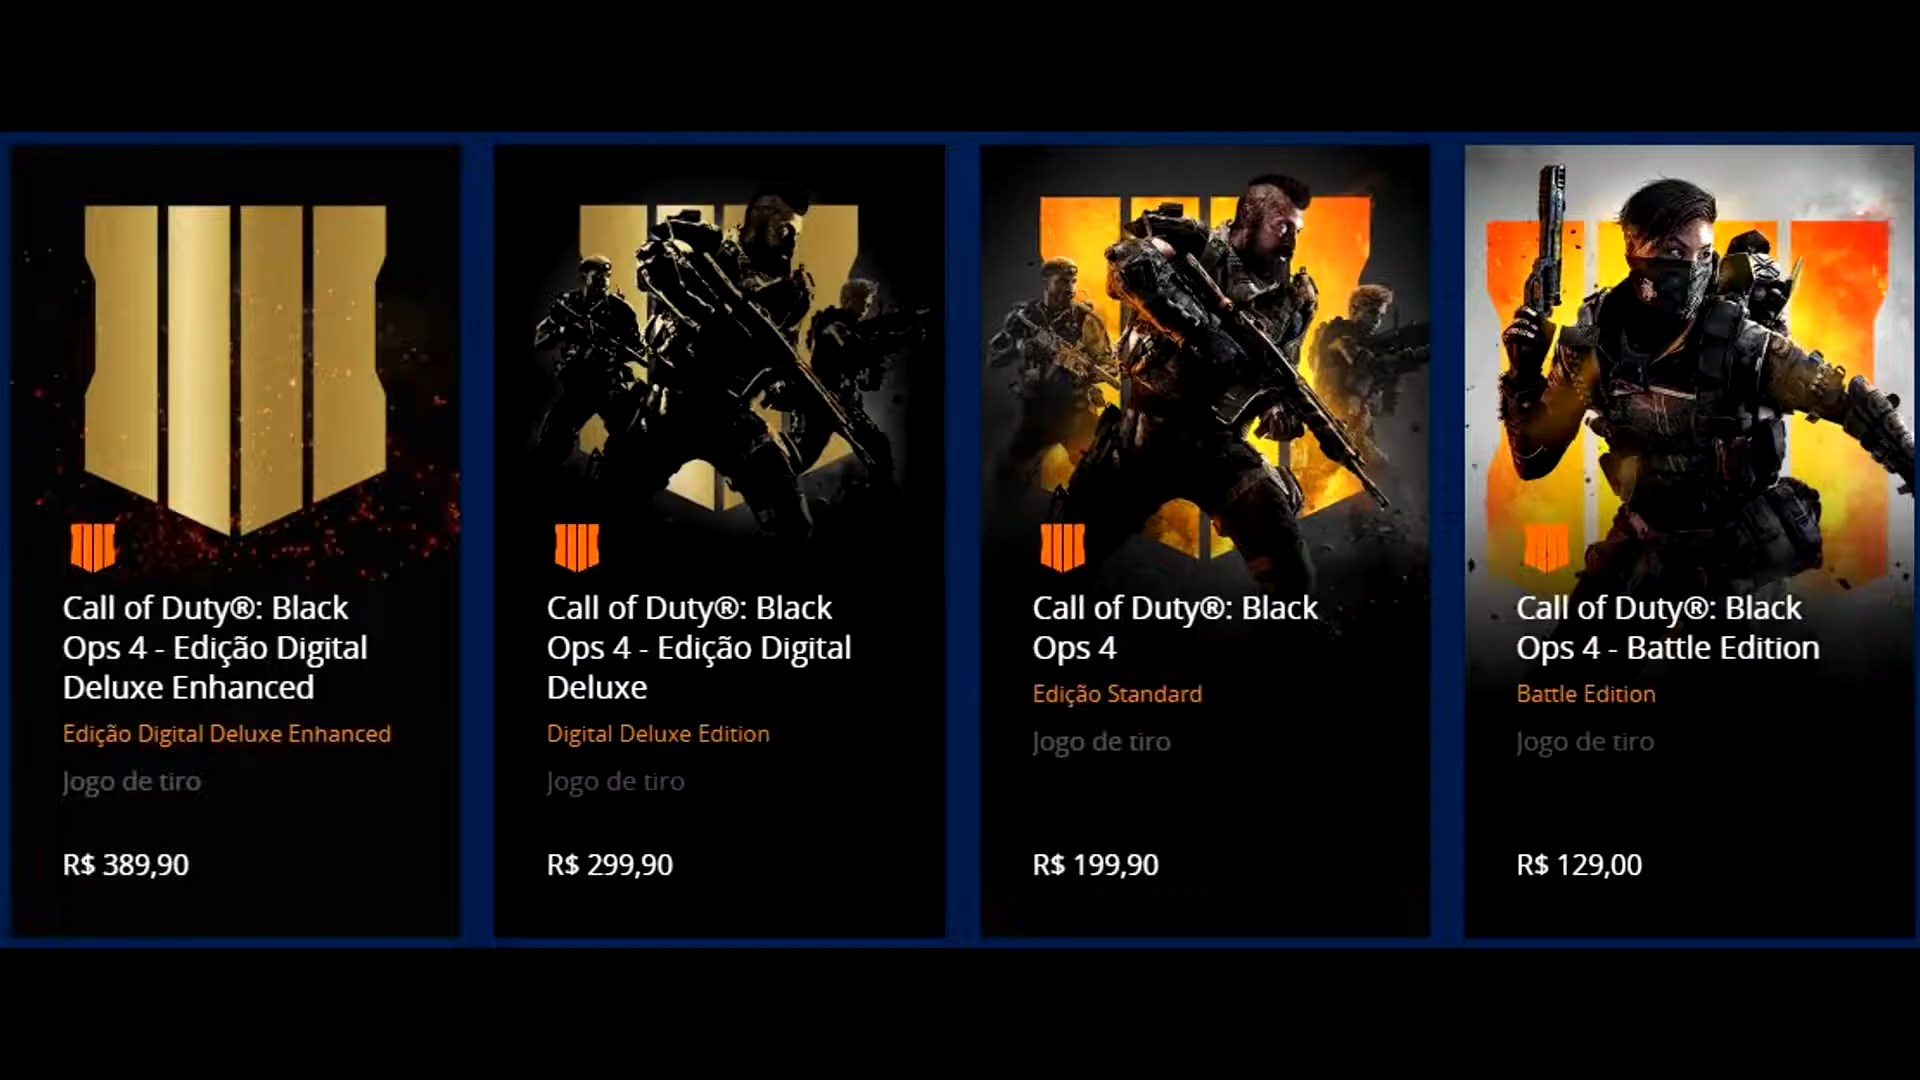 Call of Duty®: Black
Ops 4 - Edição Digital
Deluxe Enhanced
Edição Digital Deluxe Enhanced
Jogo de tiro
R$ 389,90
Call of Duty®: Black
Ops 4 - Edição Digital
Deluxe
Digital Deluxe Edition
Jogo de tiro
R$ 299,90
Call of Duty®: Black
Ops 4
Edição Standard
Jogo de tiro
R$ 199,90
Call of Duty®: Black
Ops 4 - Battle Edition
Battle Edition
Jogo de tiro
R$ 129,00